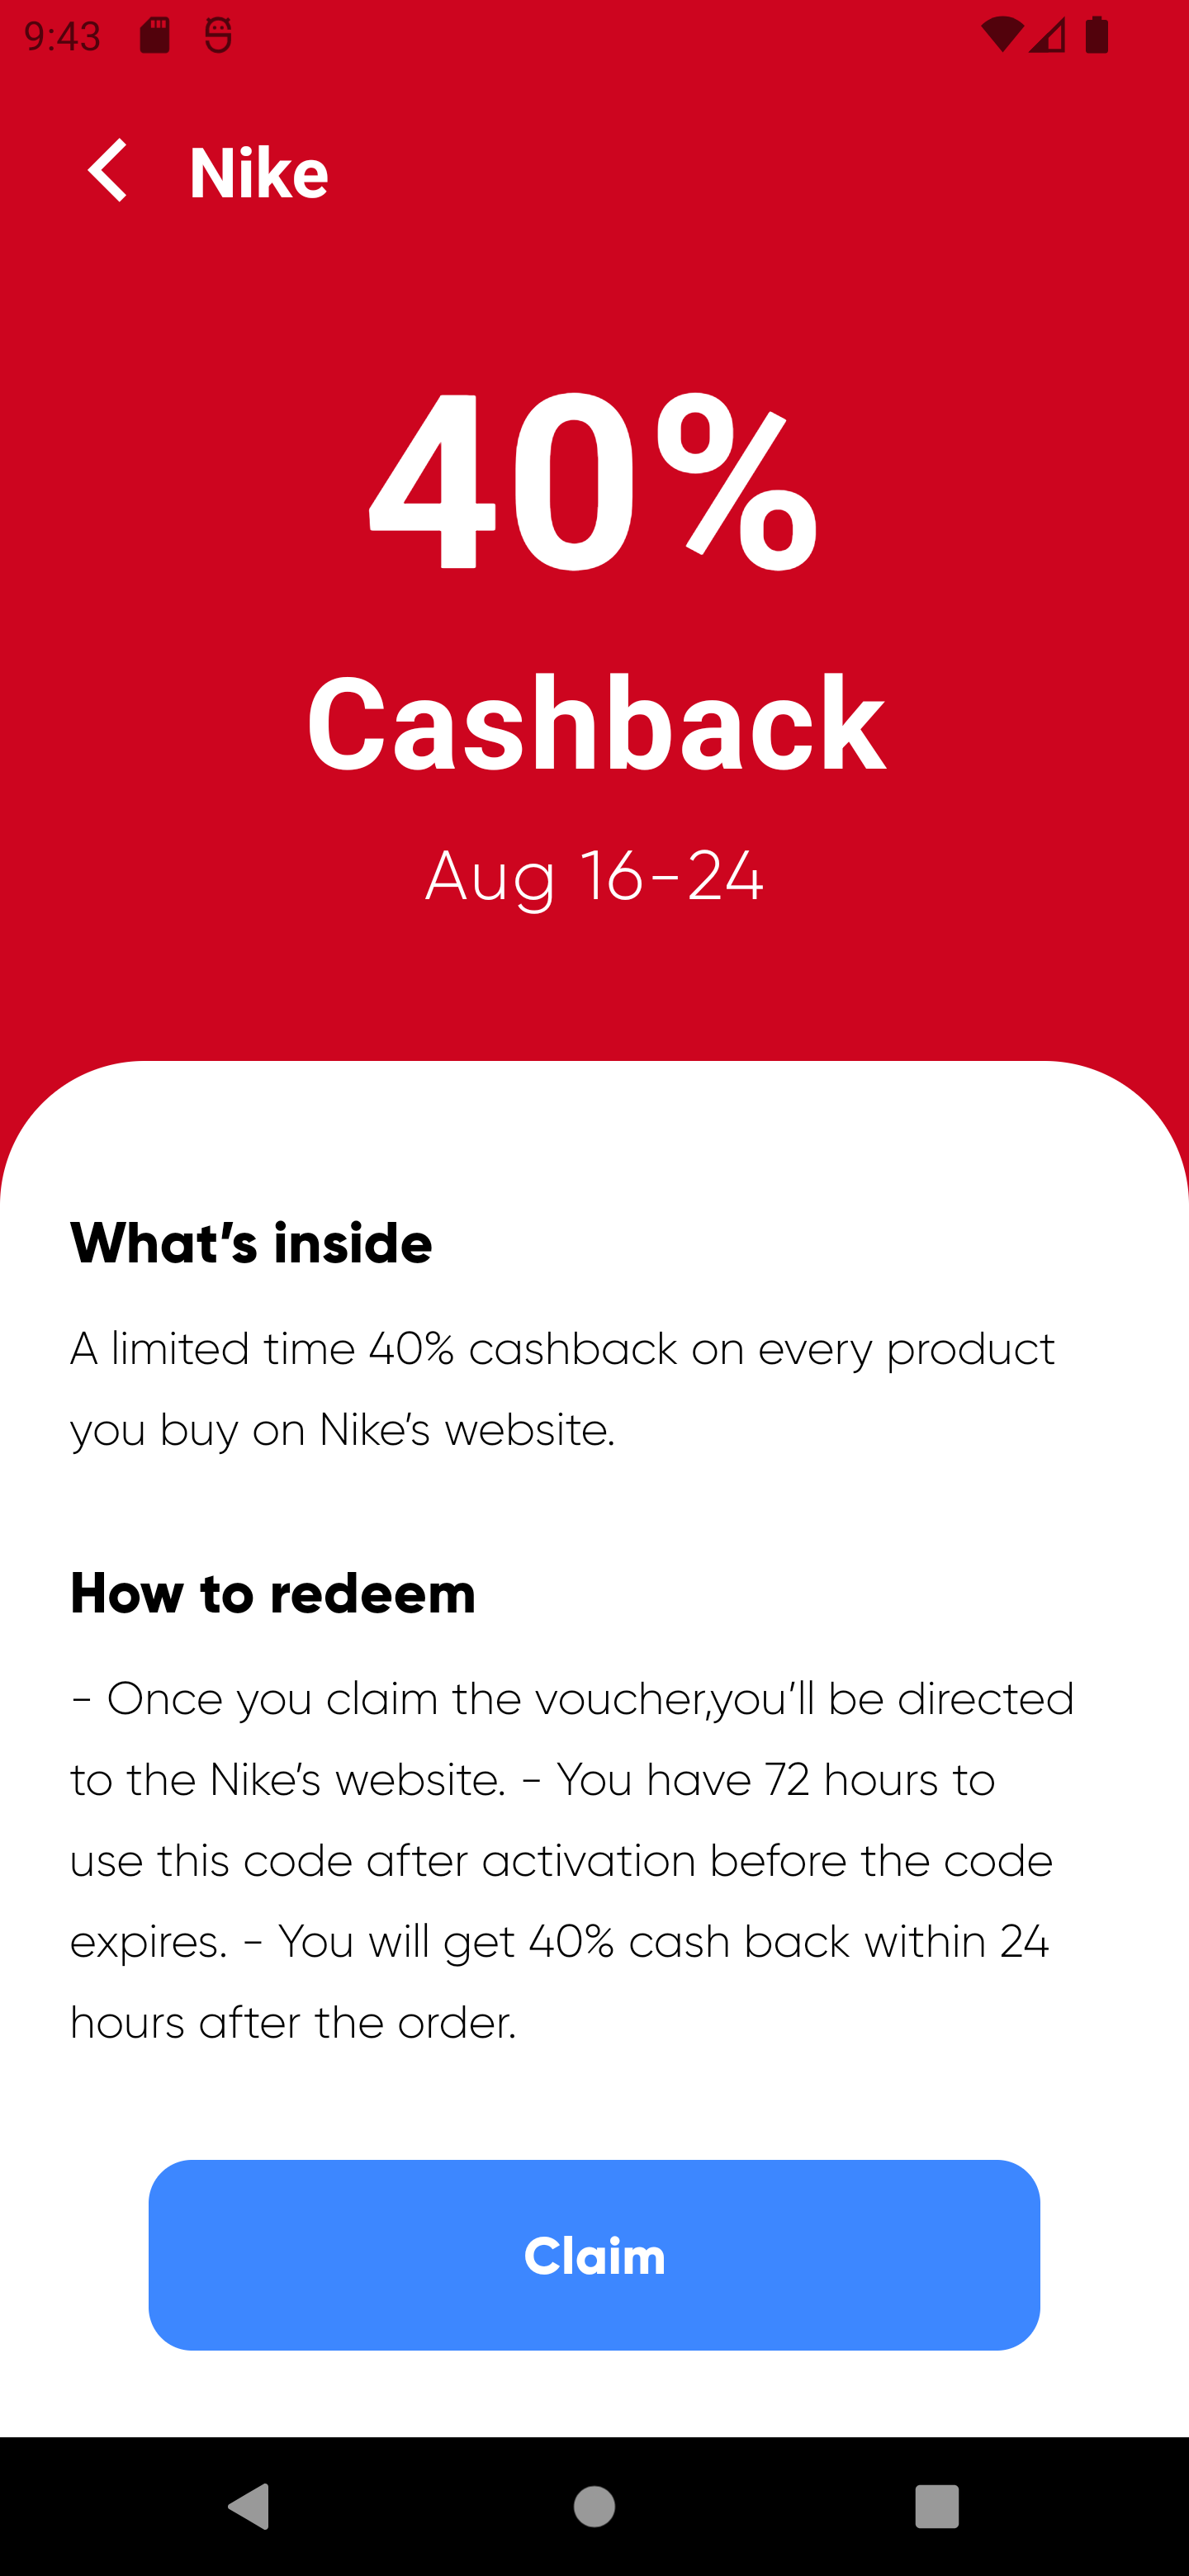 9:43
Nike
40%
Cashback
Aug 16-24
What's inside
A limited time 40% cashback on every product
you buy on Nike's website.
How to redeem
- Once you claim the voucher,you'll be directed
to the Nike's website. - You have 72 hours to
use this code after activation before the code
expires. - You will get 40% cash back within 24
hours after the order.
Claim